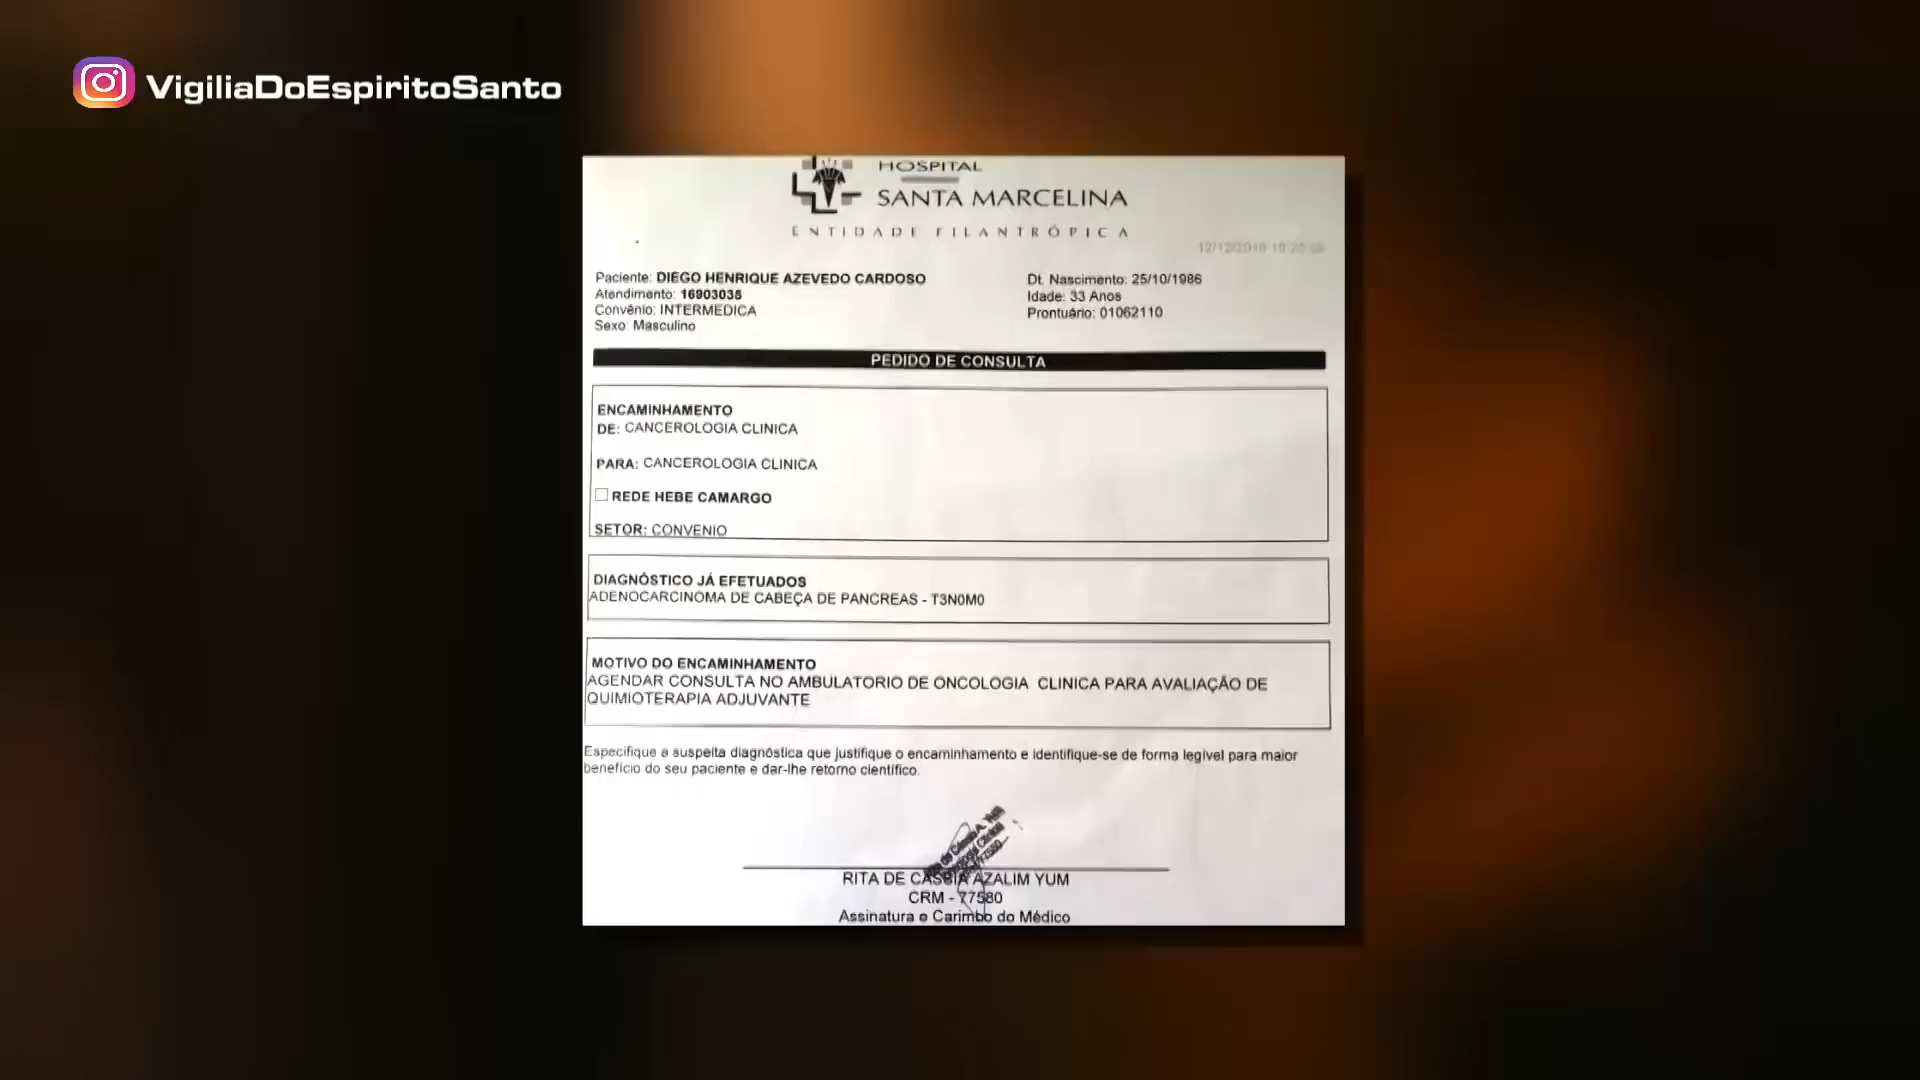 VigiliaDoEspiritoSanto
HOSPITAL
SANTA MARCELINA
ENTIDADE FILANTRÓPICA
Paciente: DIEGO HENRIQUE AZEVEDO CARDOSO
Dt. Nascimento: 25/10/1986
Atendimento: 16903035
Idade: 33 Anos
Convênio: INTERMEDICA
Prontuário: 01062110
Sexo: Masculino
PEDIDO DE CONSULTA
ENCAMINHAMENTO
DE: CANCEROLOGIA CLINICA
PARA: CANCEROLOGIA CLINICA
REDE HEBE CAMARGO
SETOR: CONVENIO
DIAGNÓSTICO JÁ EFETUADOS
ADENOCARCINOMA DE CABEÇA DE PANCREAS - T3N0M0
MOTIVO DO ENCAMINHAMENTO
AGENDAR CONSULTA NO AMBULATORIO DE ONCOLOGIA CLINICA PARA AVALIAÇÃO DE
QUIMIOTERAPIA ADJUVANTE
Especifique a suspeita diagnóstica que justifique o encaminhamento e identifique-se de forma legível para maior
benefício do seu paciente e dar-lhe retorno científico.
RITA DE CASSIA AZALIM YUM
CRM - 77580
Assinatura e Carimbo do Médico